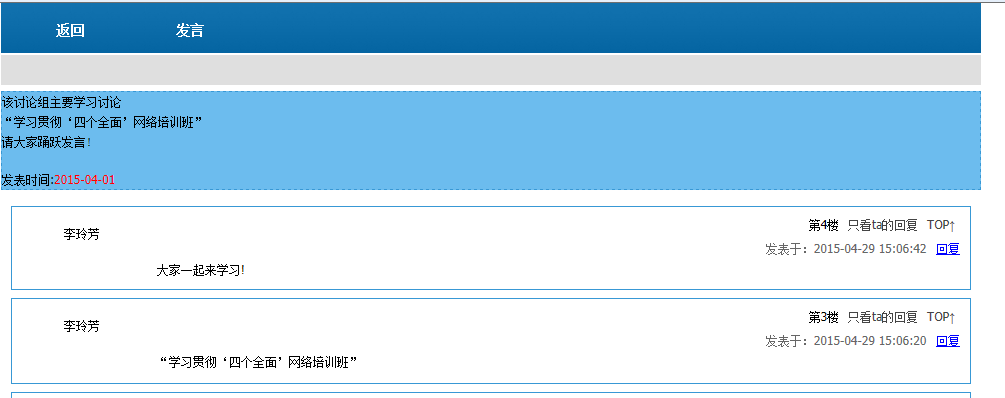 返回 发言
该讨论组主要学习讨论
“学习贯彻‘四个全面’网络培训班”
请大家踊跃发言！
发表时间:2015-04-01
李玲芳 第4楼 只看ta的回复 TOP↑
发表于：2015-04-29 15:06:42 回复
大家一起来学习!
李玲芳 第3楼 只看ta的回复 TOP↑
发表于：2015-04-29 15:06:20 回复
“学习贯彻‘四个全面’网络培训班”